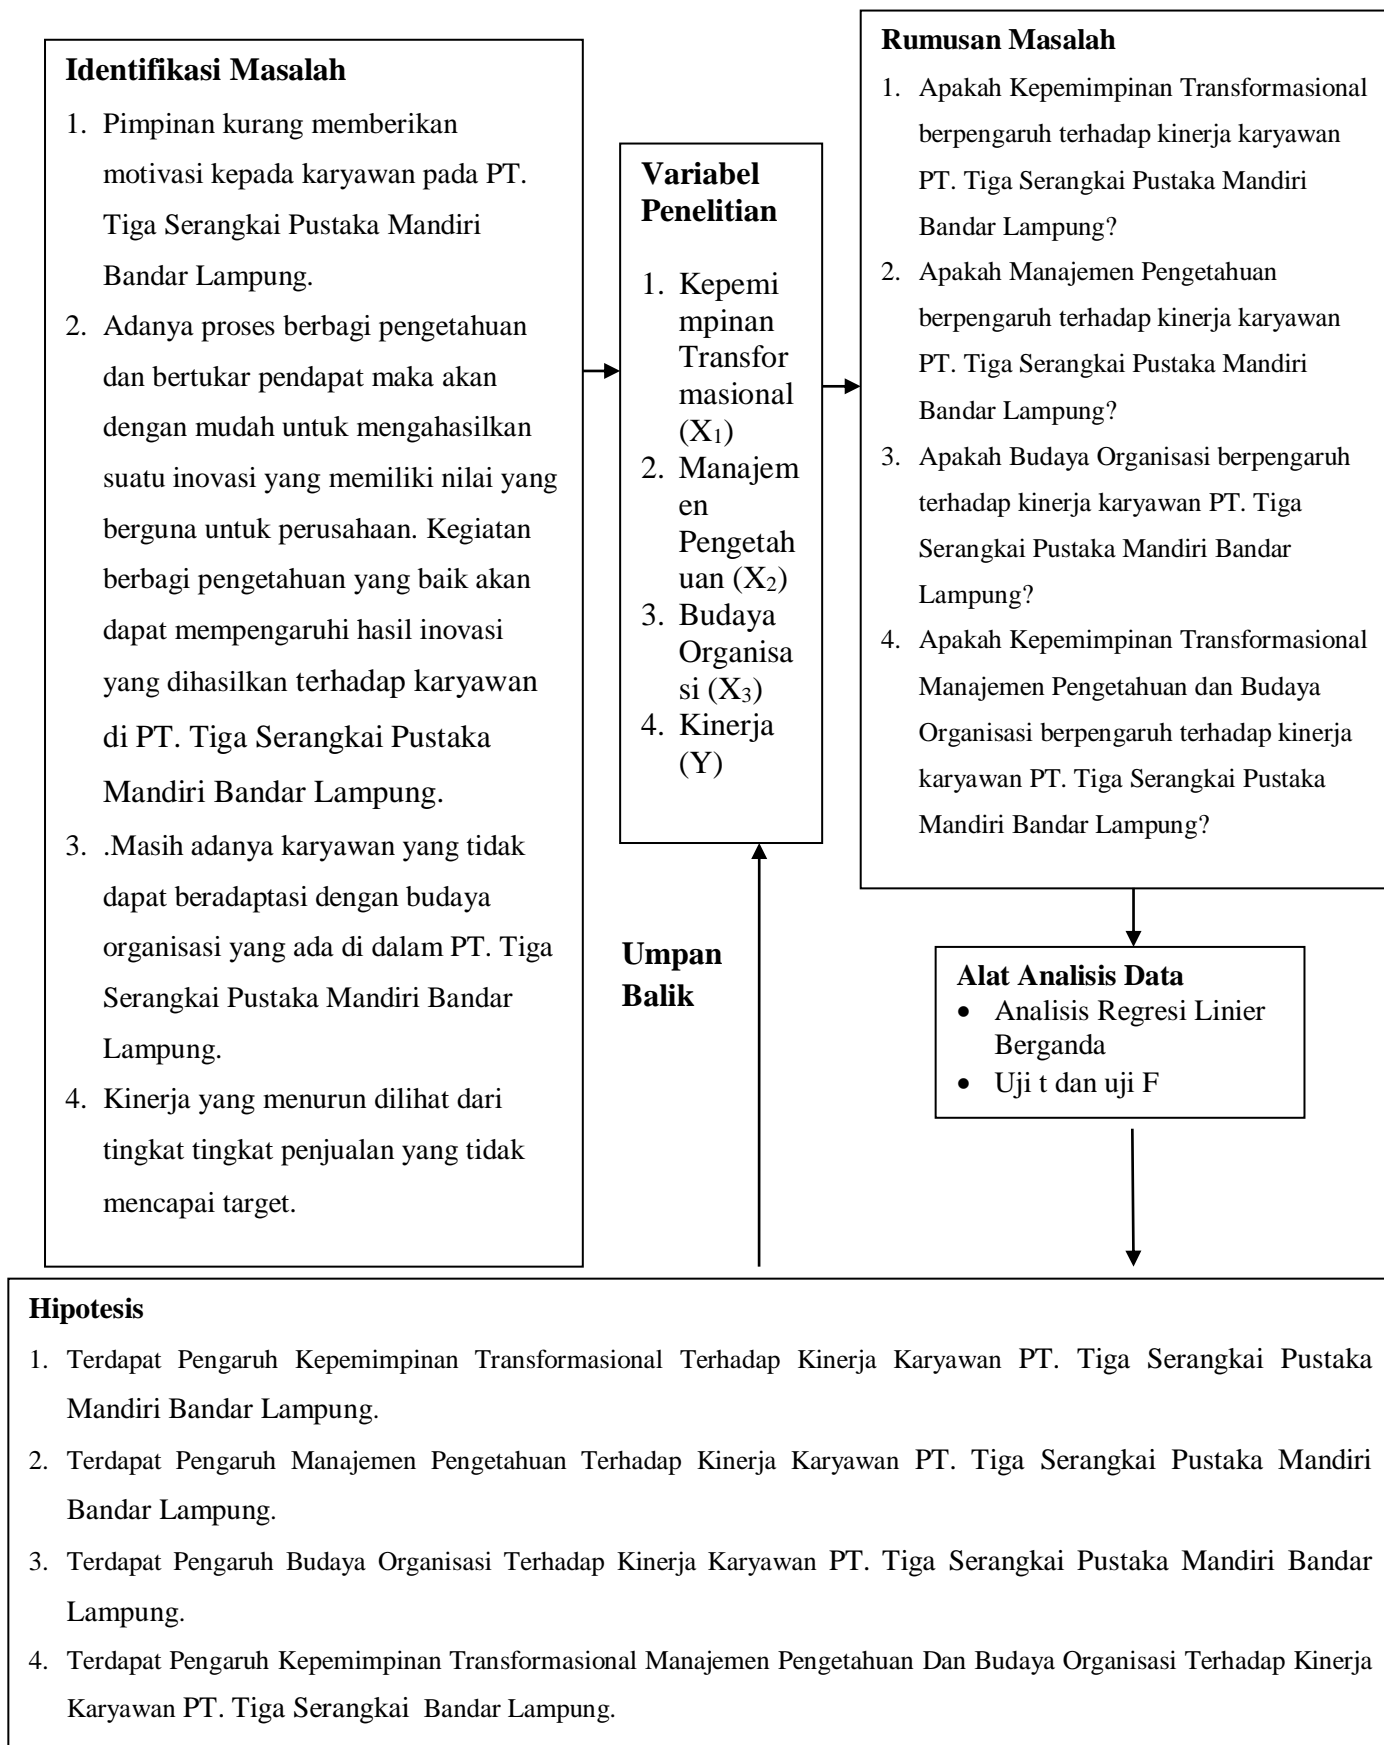 Identifikasi Masalah
1. Pimpinan kurang memberikan
motivasi kepada karyawan pada PT.
Tiga Serangkai Pustaka Mandiri
Bandar Lampung.
2. Adanya proses berbagi pengetahuan
dan bertukar pendapat maka akan
dengan mudah untuk mengahasilkan
suatu inovasi yang memiliki nilai yang
berguna untuk perusahaan. Kegiatan
berbagi pengetahuan yang baik akan
dapat mempengaruhi hasil inovasi
yang dihasilkan terhadap karyawan
di PT. Tiga Serangkai Pustaka
Mandiri Bandar Lampung.
3. .Masih adanya karyawan yang tidak
dapat beradaptasi dengan budaya
organisasi yang ada di dalam PT. Tiga
Serangkai Pustaka Mandiri Bandar
Lampung.
4. Kinerja yang menurun dilihat dari
tingkat tingkat penjualan yang tidak
mencapai target.
Variabel
Penelitian
1. Kepemi
mpinan
Transfor
masional
(X₁)
2. Manajem
en
Pengetah
uan (X₂)
3. Budaya
Organisa
si (X₃)
4. Kinerja
(Y)
Rumusan Masalah
1. Apakah Kepemimpinan Transformasional
berpengaruh terhadap kinerja karyawan
PT. Tiga Serangkai Pustaka Mandiri
Bandar Lampung?
2. Apakah Manajemen Pengetahuan
berpengaruh terhadap kinerja karyawan
PT. Tiga Serangkai Pustaka Mandiri
Bandar Lampung?
3. Apakah Budaya Organisasi berpengaruh
terhadap kinerja karyawan PT. Tiga
Serangkai Pustaka Mandiri Bandar
Lampung?
4. Apakah Kepemimpinan Transformasional
Manajemen Pengetahuan dan Budaya
Organisasi berpengaruh terhadap kinerja
karyawan PT. Tiga Serangkai Pustaka
Mandiri Bandar Lampung?
Umpan
Balik
Alat Analisis Data
• Analisis Regresi Linier
Berganda
• Uji t dan uji F
Hipotesis
1. Terdapat Pengaruh Kepemimpinan Transformasional Terhadap Kinerja Karyawan PT. Tiga Serangkai Pustaka
Mandiri Bandar Lampung.
2. Terdapat Pengaruh Manajemen Pengetahuan Terhadap Kinerja Karyawan PT. Tiga Serangkai Pustaka Mandiri
Bandar Lampung.
3. Terdapat Pengaruh Budaya Organisasi Terhadap Kinerja Karyawan PT. Tiga Serangkai Pustaka Mandiri Bandar
Lampung.
4. Terdapat Pengaruh Kepemimpinan Transformasional Manajemen Pengetahuan Dan Budaya Organisasi Terhadap Kinerja
Karyawan PT. Tiga Serangkai Bandar Lampung.